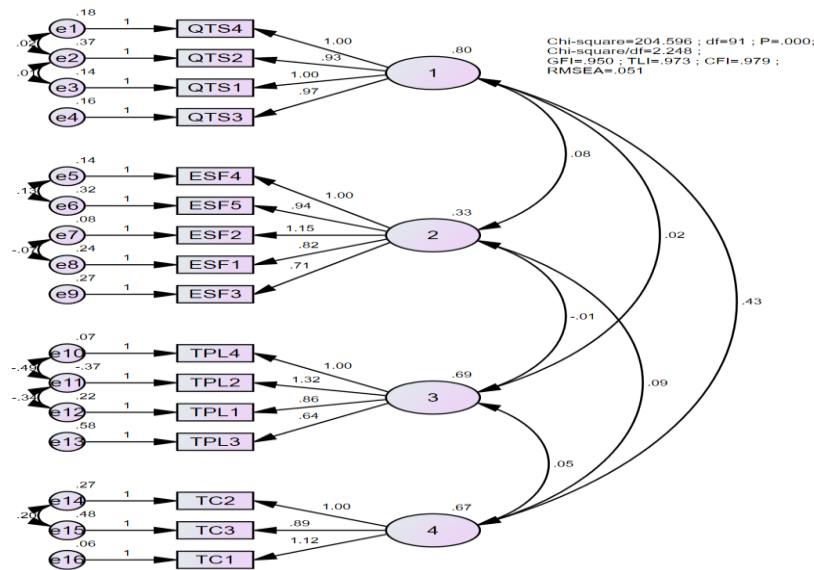 .18
e1 1 QTS4
.02 .37
e2 1 QTS2
.01 .14
e3 1 QTS1
.16
e4 1 QTS3
1.00
.93
1.00
.97
.80
1
Chi-square=204.596 ; df=91 ; P=.000;
Chi-square/df=2.248 ;
GFI=.950 ; TLI=.973 ; CFI=.979 ;
RMSEA=.051
.08
.02
.43
.14
e5 1 ESF4
.32
e6 1 ESF5
.08
e7 1 ESF2
.24
e8 1 ESF1
.27
e9 1 ESF3
1.00
.94
1.15
.82
.71
.33
2
-.01
.09
.07
e10 1 TPL4
-.49 -.37
e11 1 TPL2
-.34 .22
e12 1 TPL1
.58
e13 1 TPL3
1.00
1.32
.86
.64
.69
3
.05
.27
e14 1 TC2
.20 .48
e15 1 TC3
.06
e16 1 TC1
1.00
.89
1.12
.67
4